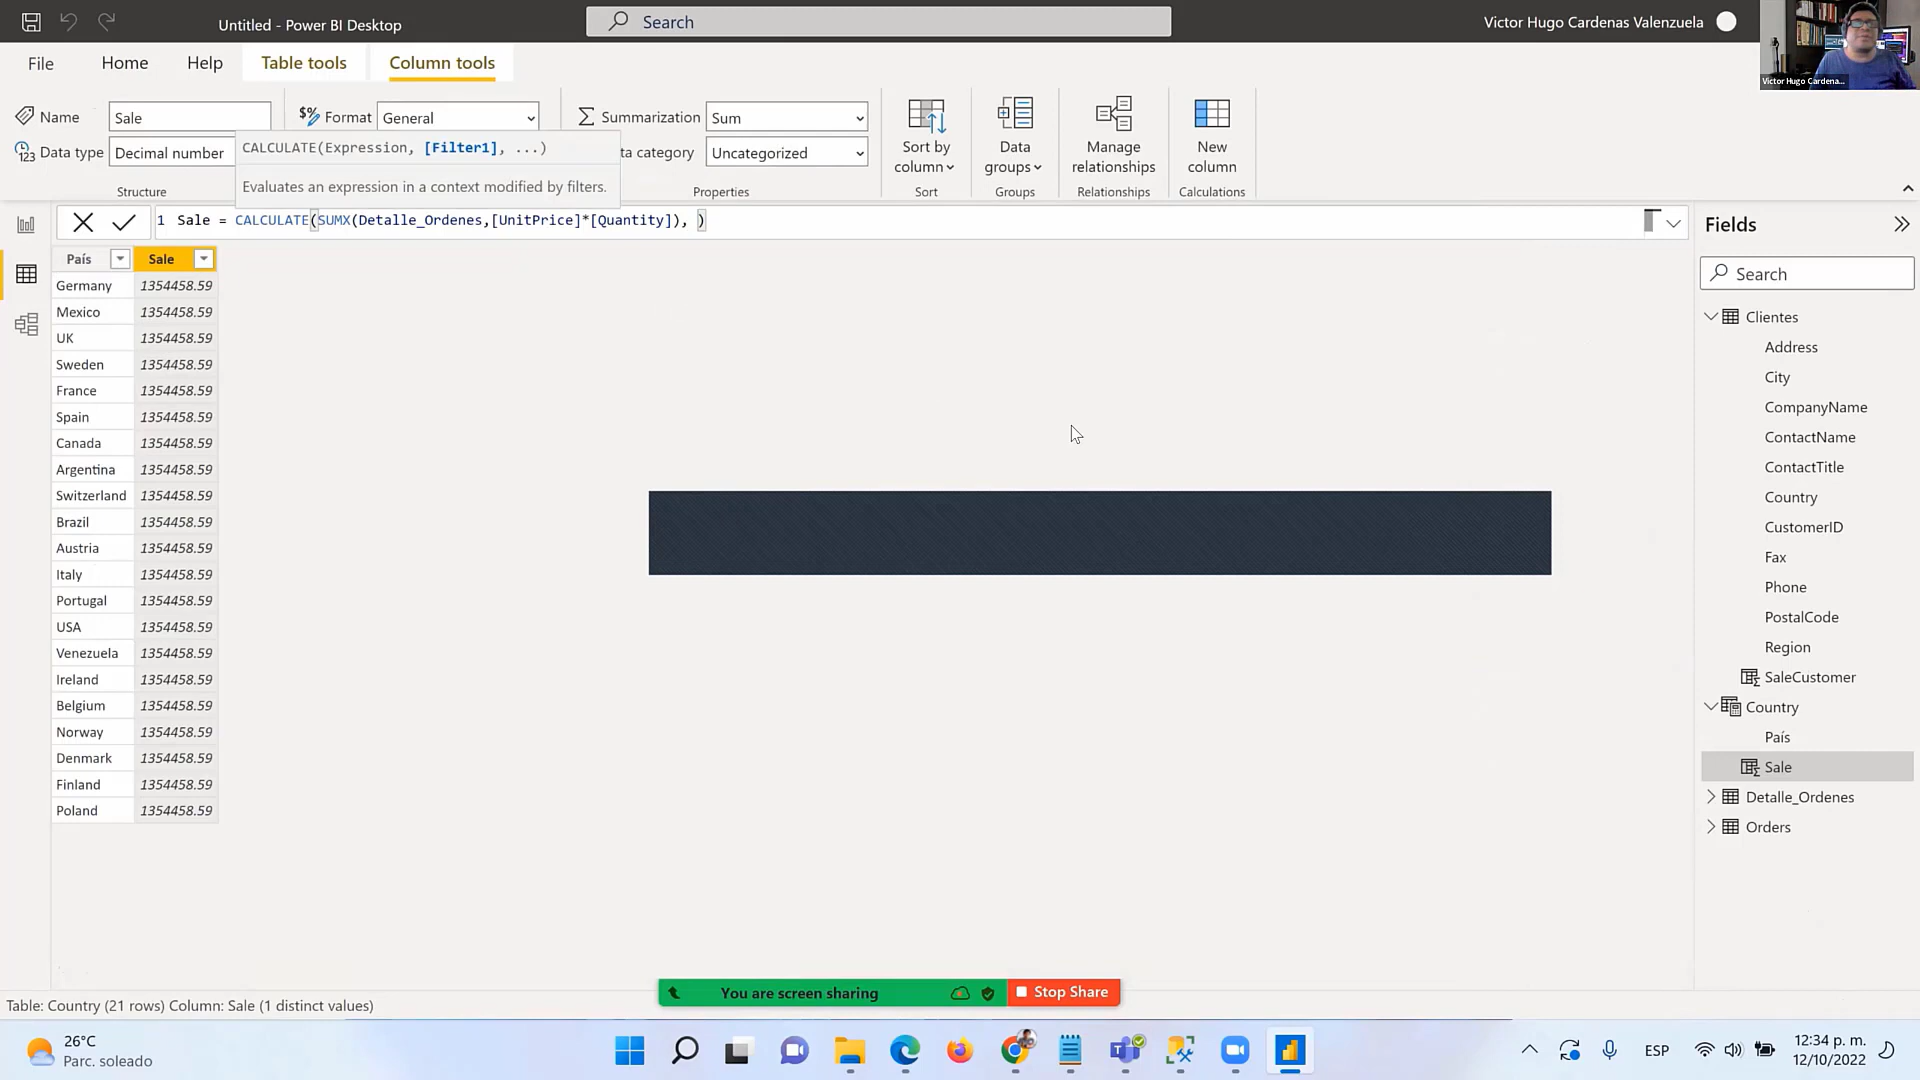 Untitled - Power BI Desktop
Search
Victor Hugo Cardenas Valenzuela
Victor Hugo Cardena...
File
Home
Help
Table tools
Column tools
Name
Sale
Format
General
Summarization
Sum
Data type
Decimal number
ta category
Uncategorized
Structure
Properties
Sort by
column
Sort
Data
groups
Groups
Manage
relationships
Relationships
New
column
Calculations
CALCULATE(Expression, [Filter1], ...)
Evaluates an expression in a context modified by filters.
1 Sale = CALCULATE(SUMX(Detalle_Ordenes,[UnitPrice]*[Quantity]), )
País Sale
Germany 1354458.59
Mexico 1354458.59
UK 1354458.59
Sweden 1354458.59
France 1354458.59
Spain 1354458.59
Canada 1354458.59
Argentina 1354458.59
Switzerland 1354458.59
Brazil 1354458.59
Austria 1354458.59
Italy 1354458.59
Portugal 1354458.59
USA 1354458.59
Venezuela 1354458.59
Ireland 1354458.59
Belgium 1354458.59
Norway 1354458.59
Denmark 1354458.59
Finland 1354458.59
Poland 1354458.59
Fields
Search
Clientes
Address
City
CompanyName
ContactName
ContactTitle
Country
CustomerID
Fax
Phone
PostalCode
Region
SaleCustomer
Country
País
Sale
Detalle_Ordenes
Orders
You are screen sharing
Stop Share
Table: Country (21 rows) Column: Sale (1 distinct values)
26°C
Parc. soleado
ESP
12:34 p. m.
12/10/2022